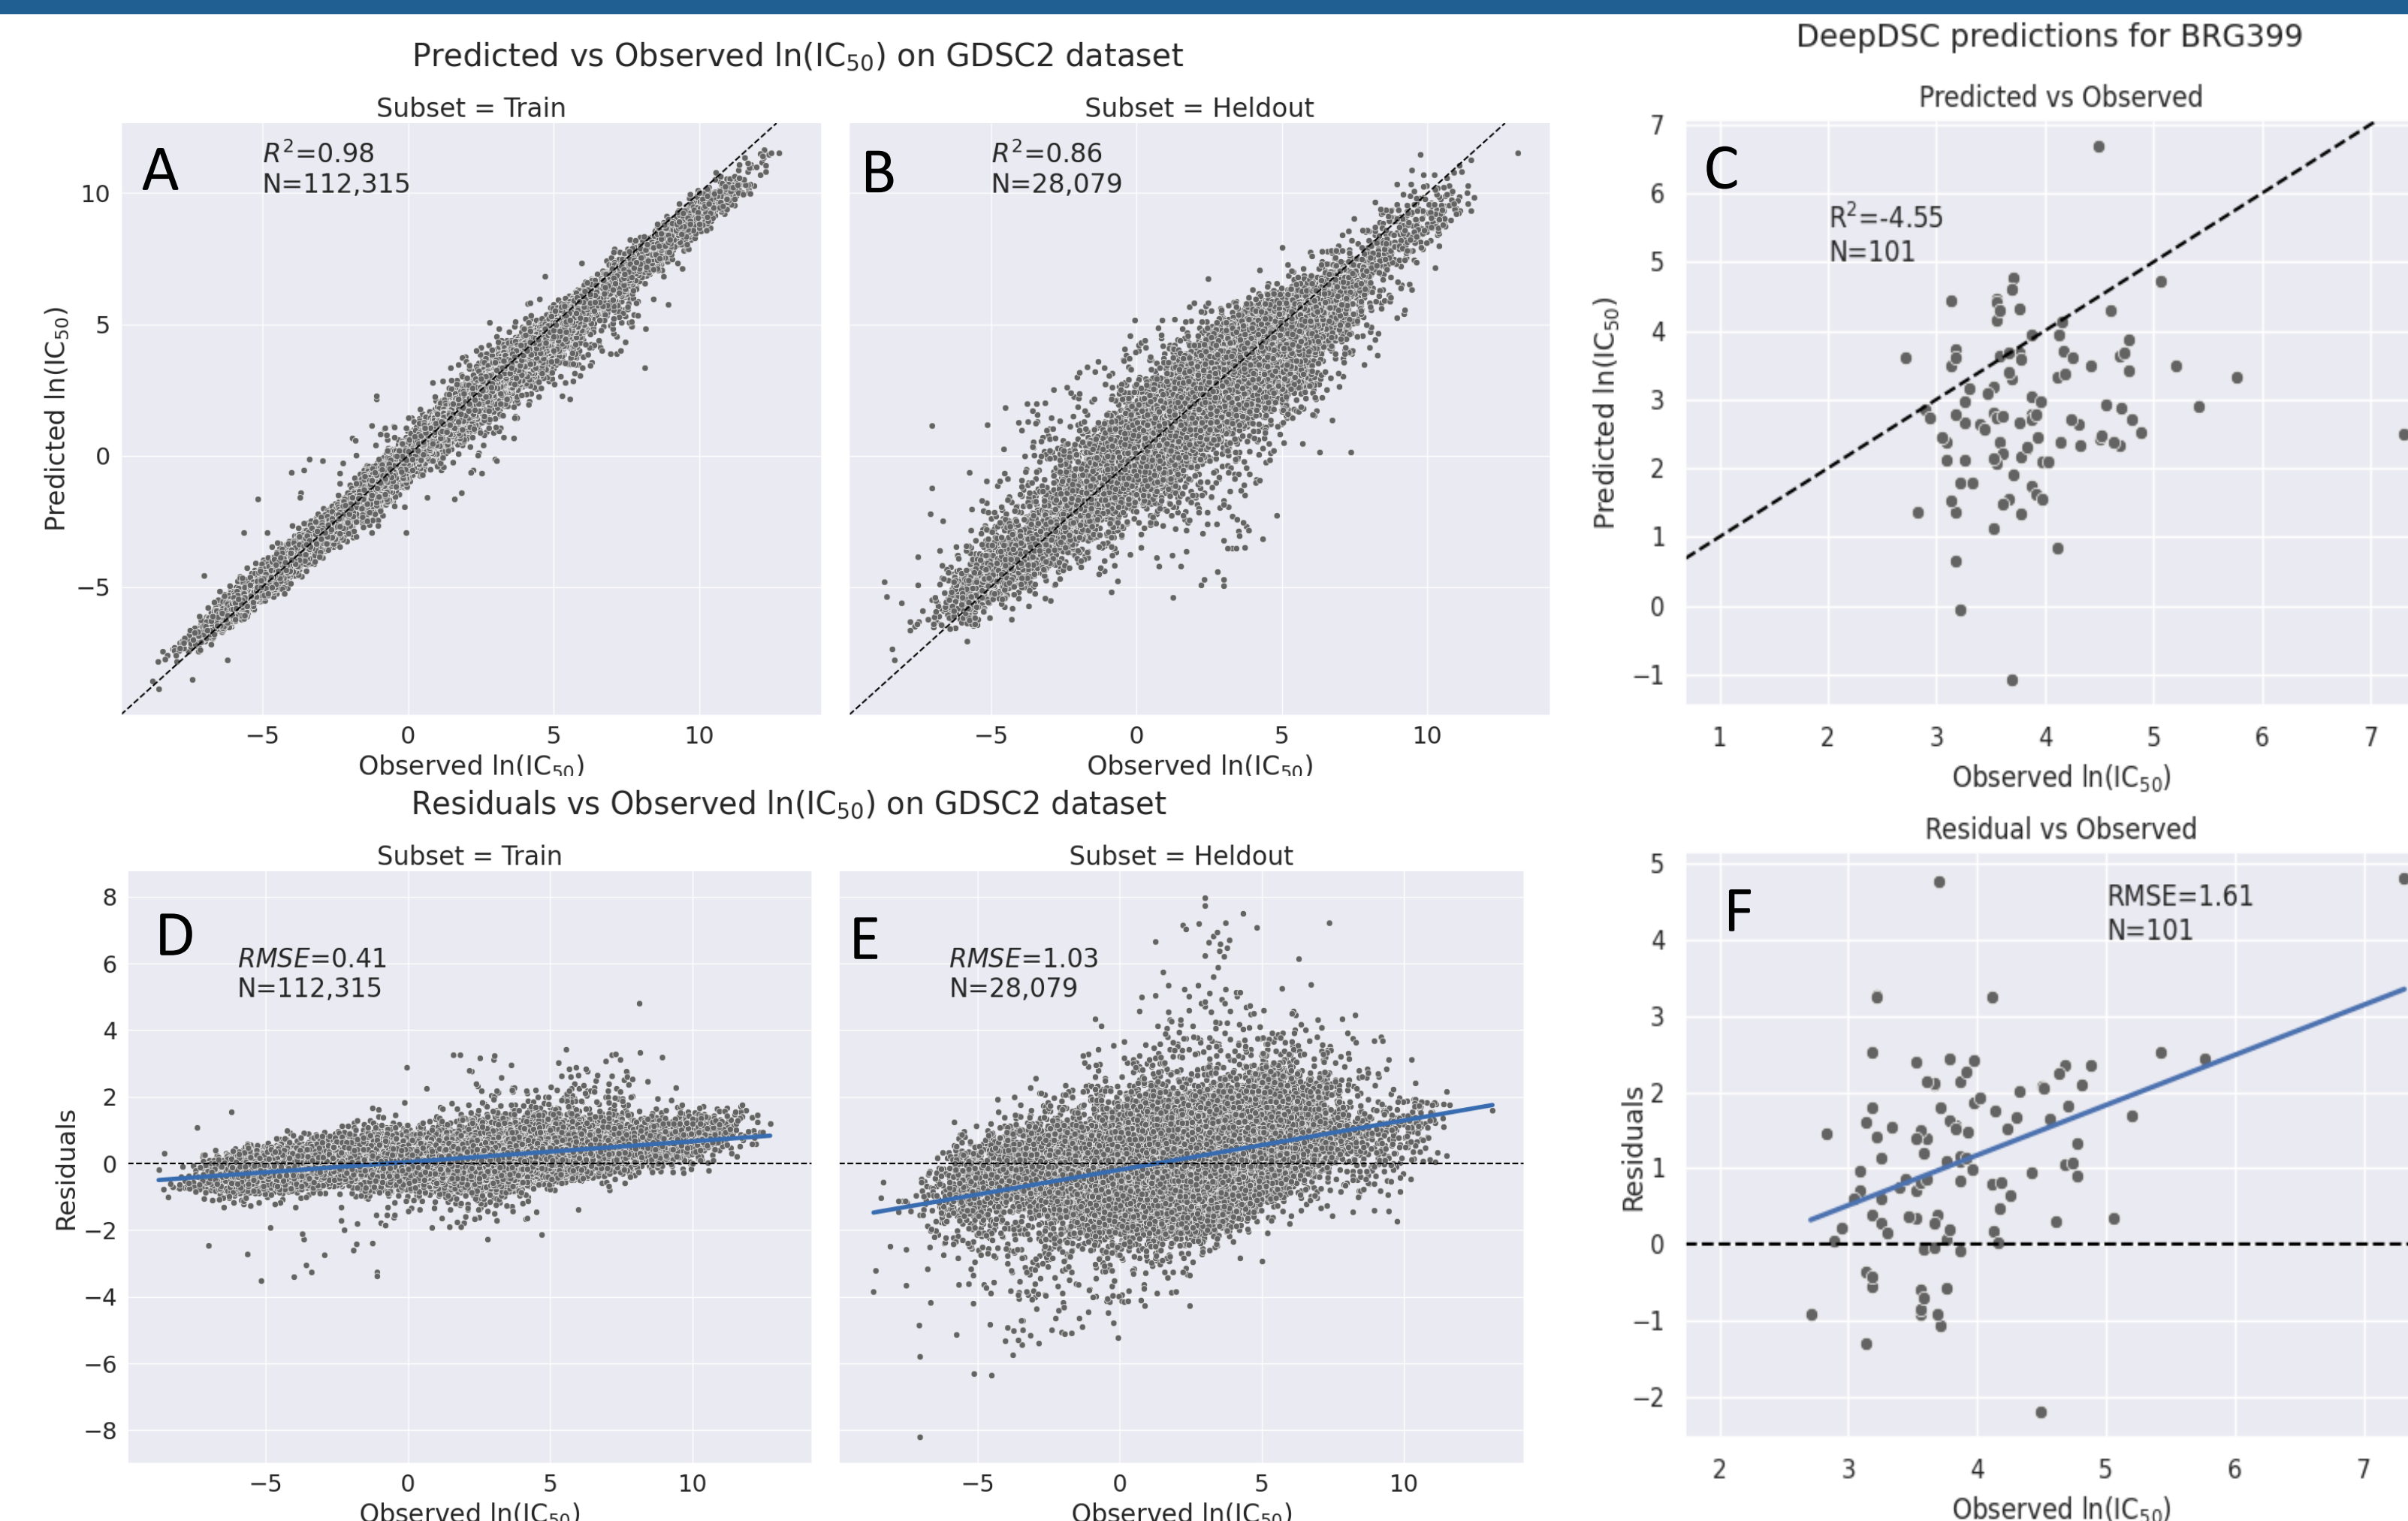 Predicted vs Observed ln(IC50) on GDSC2 dataset
Subset = Train
Subset = Heldout
A
R²=0.98
N=112,315
B
R²=0.86
N=28,079
10
5
0
−5
Predicted ln(IC50)
−5 0 5 10
Observed ln(IC50)
−5 0 5 10
Observed ln(IC50)
DeepDSC predictions for BRG399
Predicted vs Observed
C
R²=-4.55
N=101
7
6
5
4
3
2
1
0
−1
Predicted ln(IC50)
1 2 3 4 5 6 7
Observed ln(IC50)
Residuals vs Observed ln(IC50) on GDSC2 dataset
Subset = Train
Subset = Heldout
D
RMSE=0.41
N=112,315
E
RMSE=1.03
N=28,079
8
6
4
2
0
−2
−4
−6
−8
Residuals
−5 0 5 10
Observed ln(IC50)
−5 0 5 10
Observed ln(IC50)
Residual vs Observed
F
RMSE=1.61
N=101
5
4
3
2
1
0
−1
−2
Residuals
2 3 4 5 6 7
Observed ln(IC50)